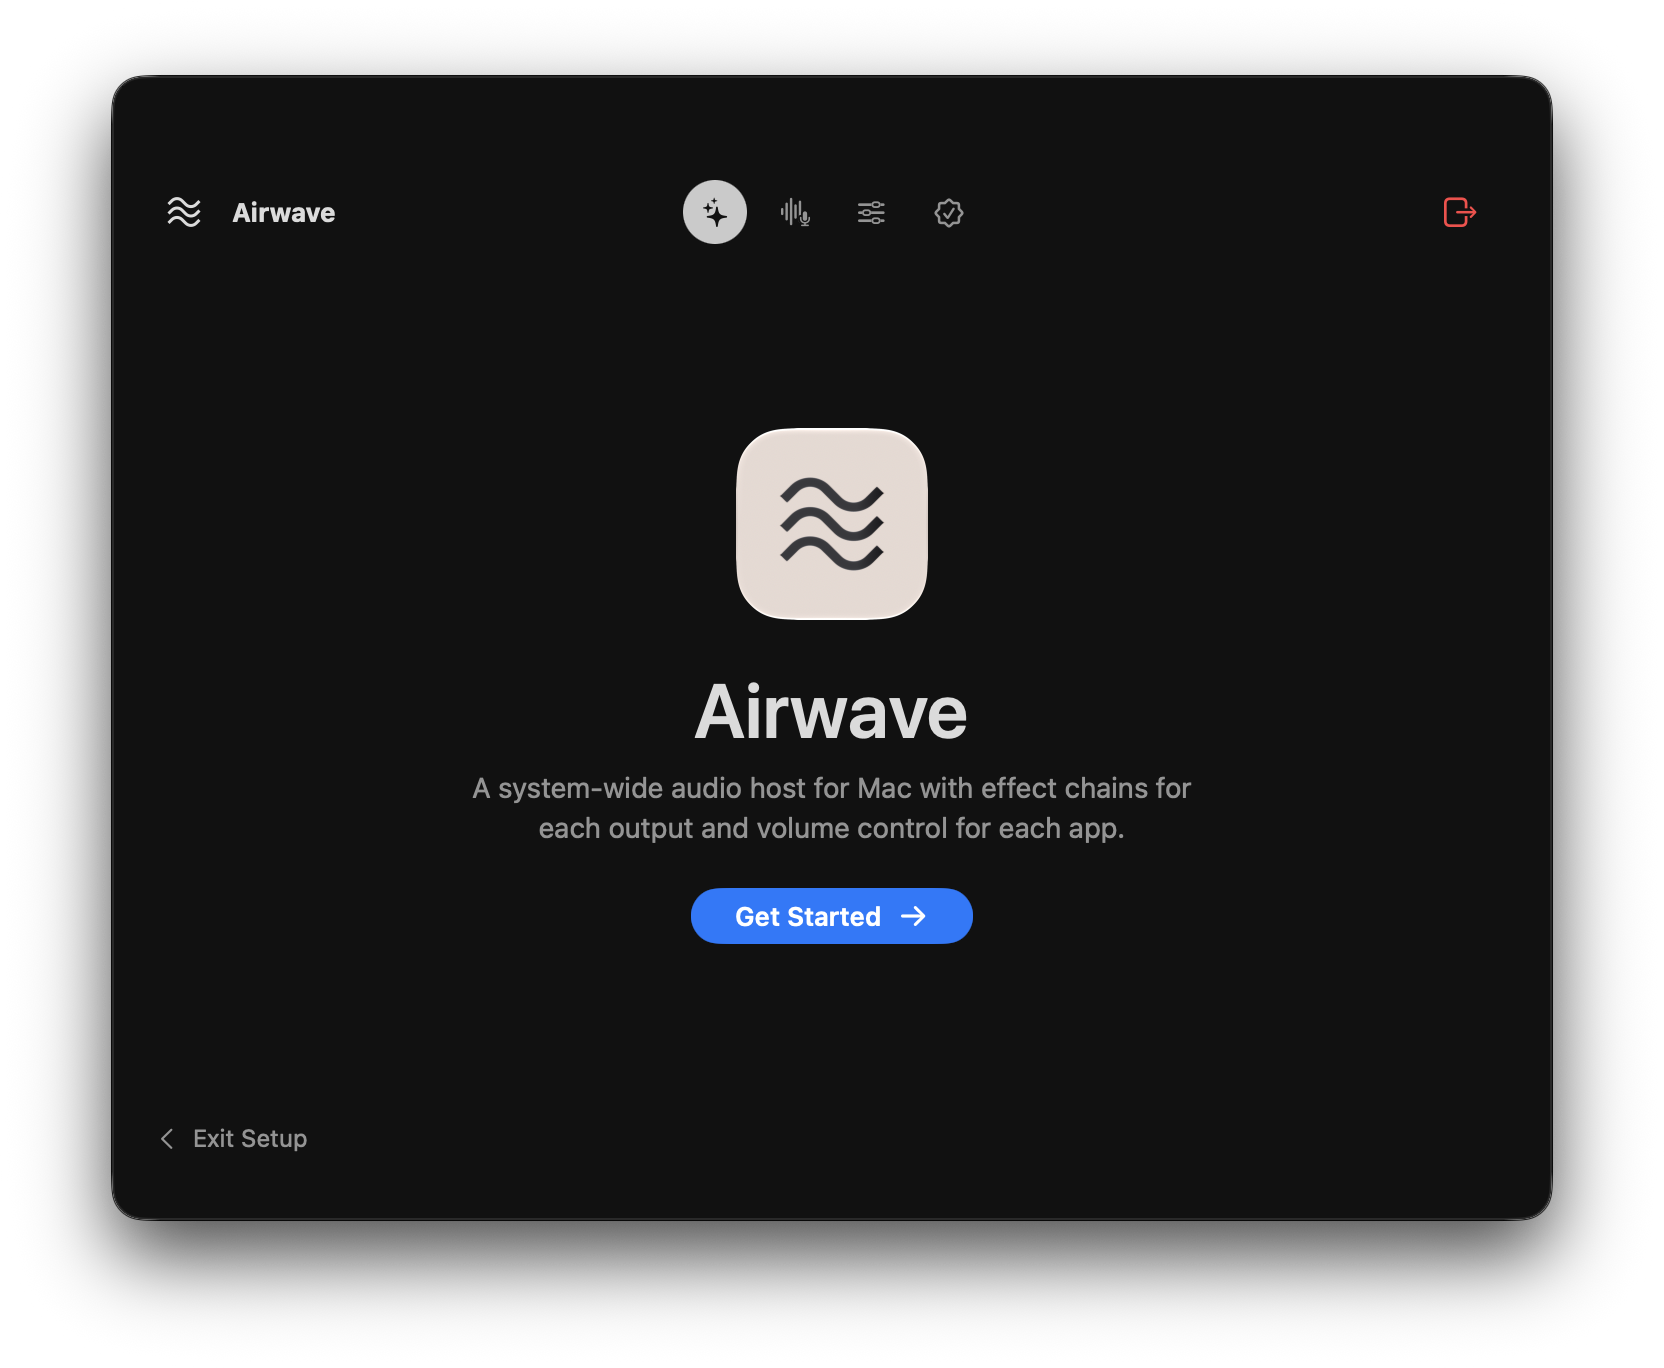 Airwave
Airwave
A system-wide audio host for Mac with effect chains for
each output and volume control for each app.
Get Started
Exit Setup